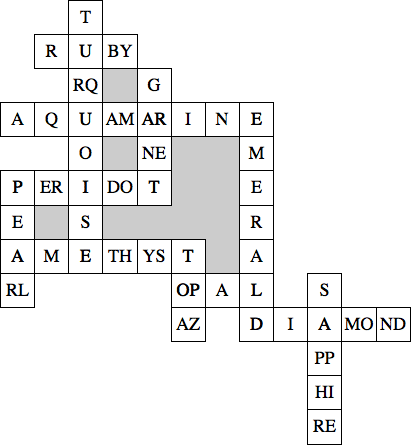 T
R U BY
RQ G
A Q U AM AR I N E
O NE M
P ER I DO T E
E S R
A M E TH YS T A
RL OP A L S
AZ D I A MO ND
PP
HI
RE